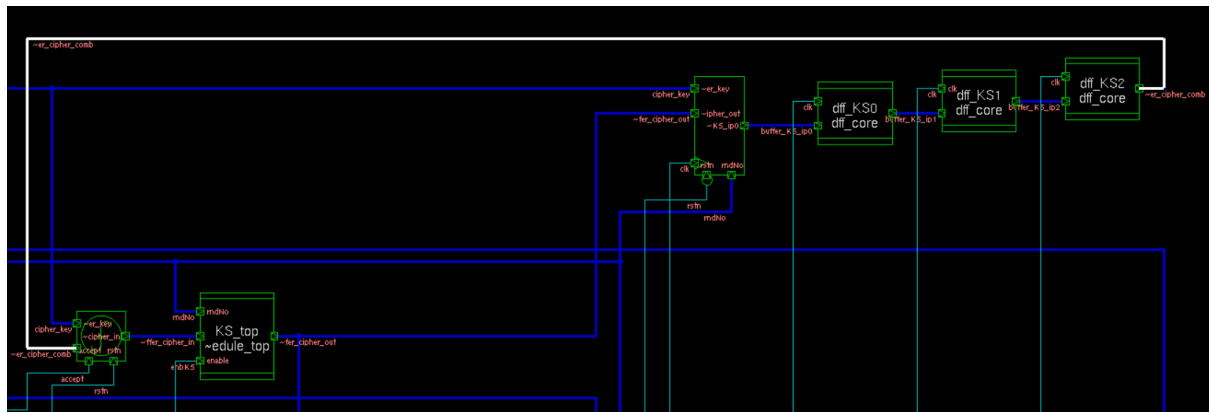 ~er_cipher_comb
cipher_key
~er_key
~fer_cipher_out
~ipher_out
~KS_ip0
clk
rstn
rndNo
rstn
rndNo
buffer_KS_ip0
clk
dff_KS0
dff_core
buffer_KS_ip1
clk
clk
dff_KS1
dff_core
buffer_KS_ip2
clk
dff_KS2
dff_core
~er_cipher_comb
cipher_key
~er_key
~cipher_in
~er_cipher_comb
accept
rstn
accept
rstn
~ffer_cipher_in
rndNo
rndNo
KS_top
~edule_top
enable
enbKS
~fer_cipher_out